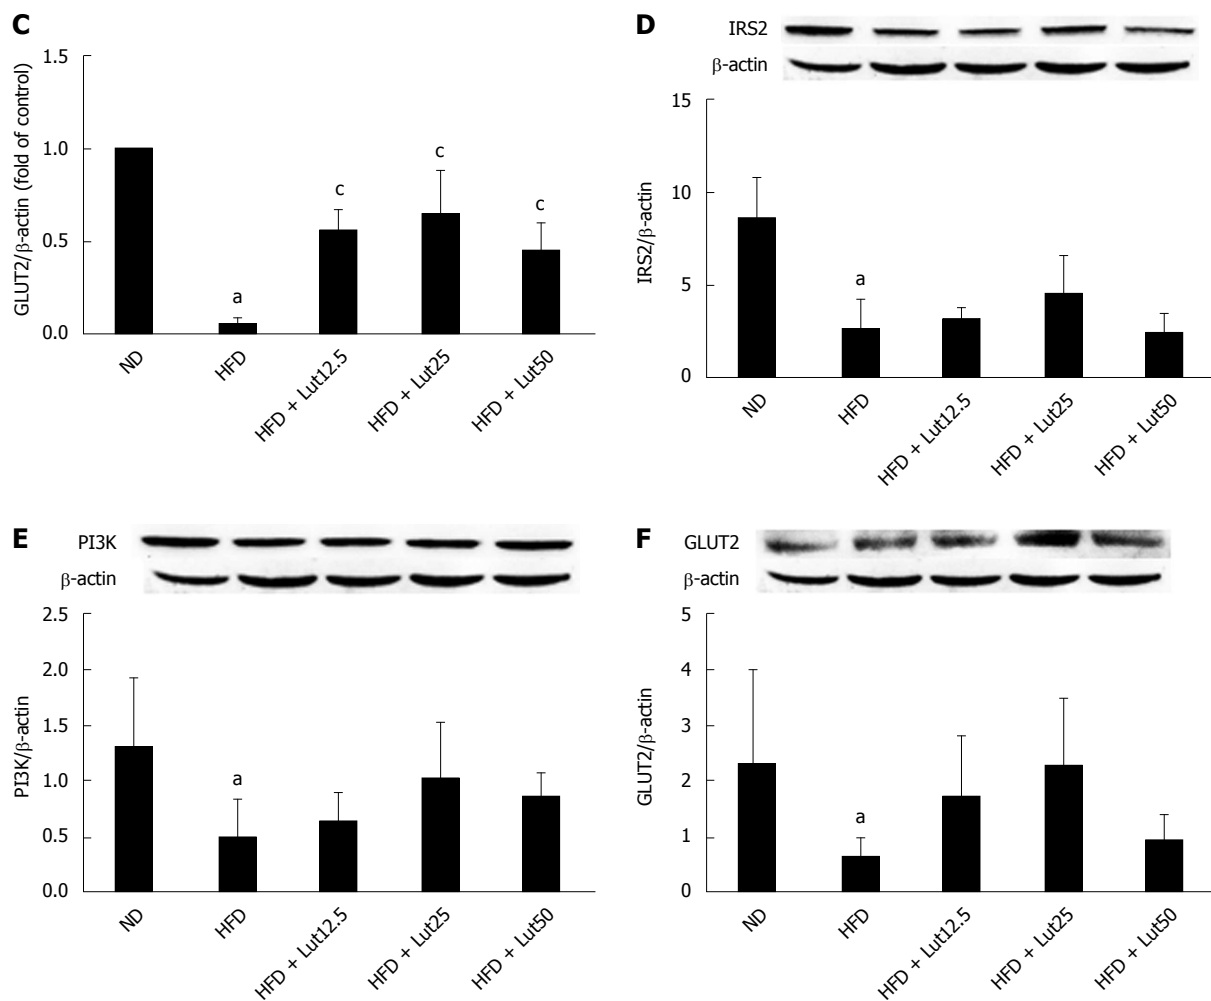 C
GLUT2/β-actin (fold of control)
1.5
1.0
0.5
0.0
a
c
c
c
ND
HFD
HFD + Lut12.5
HFD + Lut25
HFD + Lut50
D
IRS2
β-actin
IRS2/β-actin
15
10
5
0
a
ND
HFD
HFD + Lut12.5
HFD + Lut25
HFD + Lut50
E
PI3K
β-actin
PI3K/β-actin
2.5
2.0
1.5
1.0
0.5
0.0
a
ND
HFD
HFD + Lut12.5
HFD + Lut25
HFD + Lut50
F
GLUT2
β-actin
GLUT2/β-actin
5
4
3
2
1
0
a
ND
HFD
HFD + Lut12.5
HFD + Lut25
HFD + Lut50